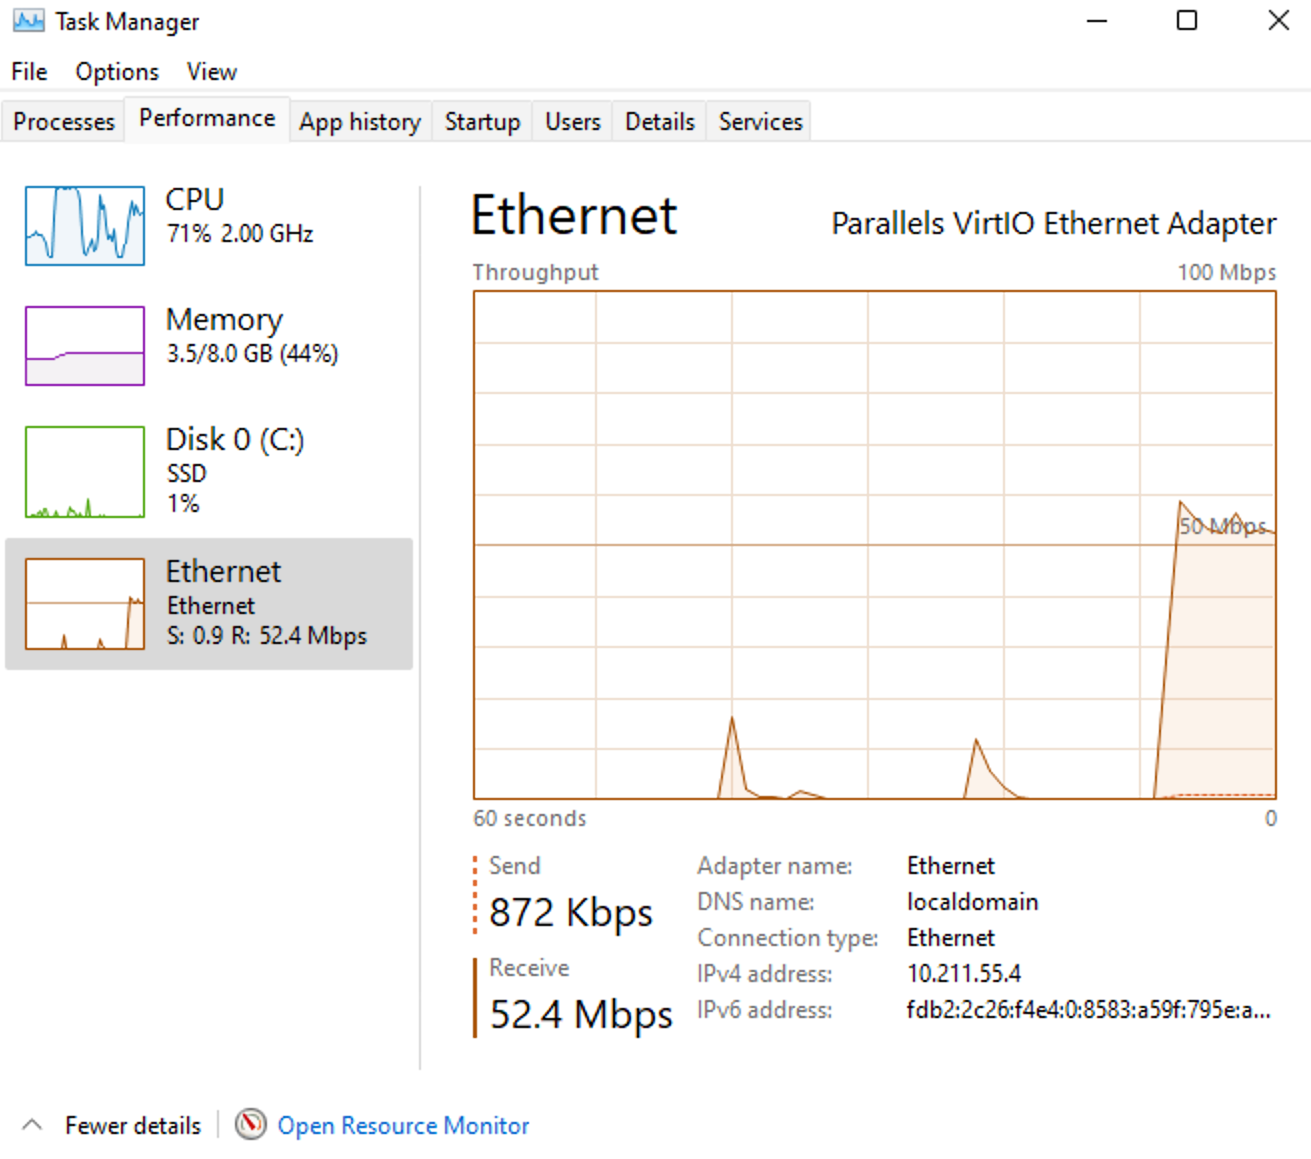 Task Manager
File Options View
Processes Performance App history Startup Users Details Services
CPU
71% 2.00 GHz
Memory
3.5/8.0 GB (44%)
Disk 0 (C:)
SSD
1%
Ethernet
Ethernet
S: 0.9 R: 52.4 Mbps
Ethernet Parallels VirtIO Ethernet Adapter
Throughput 100 Mbps
50 Mbps
60 seconds 0
Send
872 Kbps
Receive
52.4 Mbps
Adapter name: Ethernet
DNS name: localdomain
Connection type: Ethernet
IPv4 address: 10.211.55.4
IPv6 address: fdb2:2c26:f4e4:0:8583:a59f:795e:a...
Fewer details Open Resource Monitor